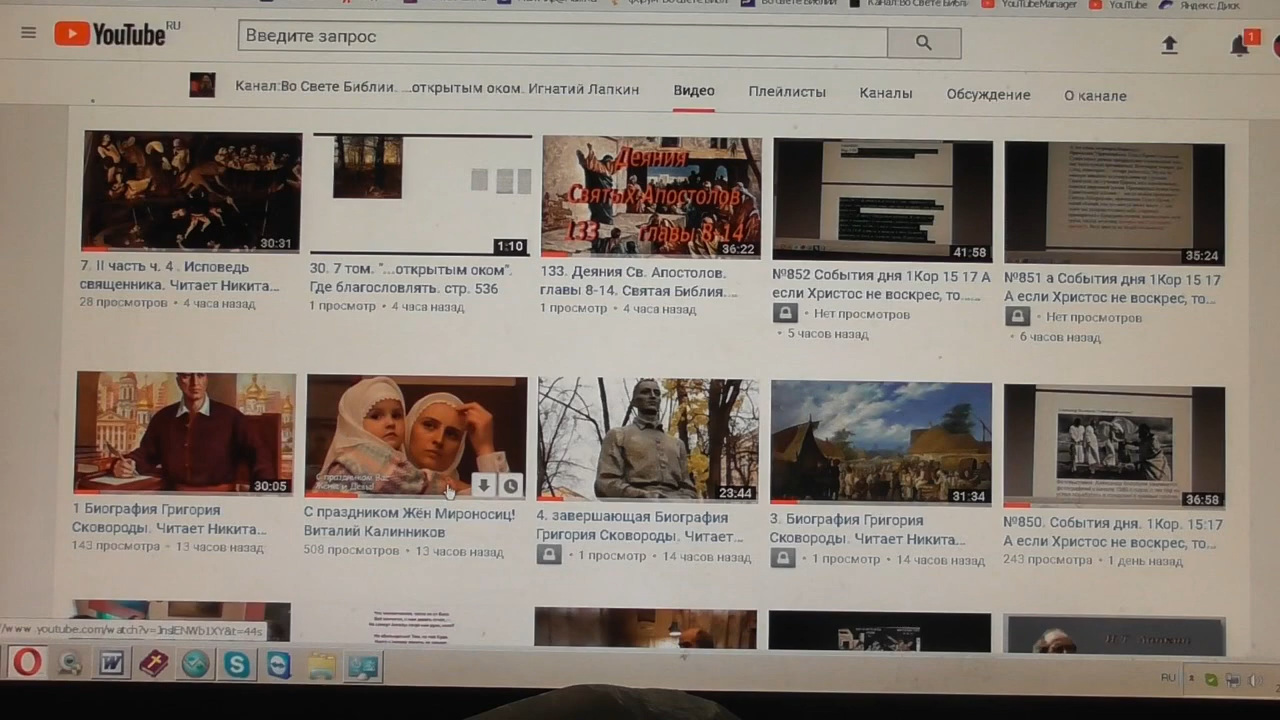 YouTubeManager
YouTube
Яндекс.Диск
YouTube RU
Введите запрос
1
Канал:Во Свете Библии. ...открытым оком. Игнатий Лапкин
Видео
Плейлисты
Каналы
Обсуждение
О канале
30:31
1:10
Деяния
Святых Апостолов
133 главы 8-14
36:22
41:58
35:24
7. II часть ч. 4 . Исповедь
священника. Читает Никита...
28 просмотров • 4 часа назад
30. 7 том. "...открытым оком".
Где благословлять. стр. 536
1 просмотр • 4 часа назад
133. Деяния Св. Апостолов.
главы 8-14. Святая Библия....
1 просмотр • 4 часа назад
№852 События дня 1Кор 15 17 А
если Христос не воскрес, то......
• Нет просмотров
• 5 часов назад
№851 а События дня 1Кор 15 17
А если Христос не воскрес, то...
• Нет просмотров
• 6 часов назад
30:05
С праздником Вас
23:44
31:34
36:58
1 Биография Григория
Сковороды. Читает Никита...
143 просмотра • 13 часов назад
С праздником Жён Мироносиц!
Виталий Калинников
508 просмотров • 13 часов назад
4. завершающая Биография
Григория Сковороды. Читает...
• 1 просмотр • 14 часов назад
3. Биография Григория
Сковороды. Читает Никита...
• 1 просмотр • 14 часов назад
№850. События дня. 1Кор. 15:17
А если Христос не воскрес, то...
243 просмотра • 1 день назад
RU